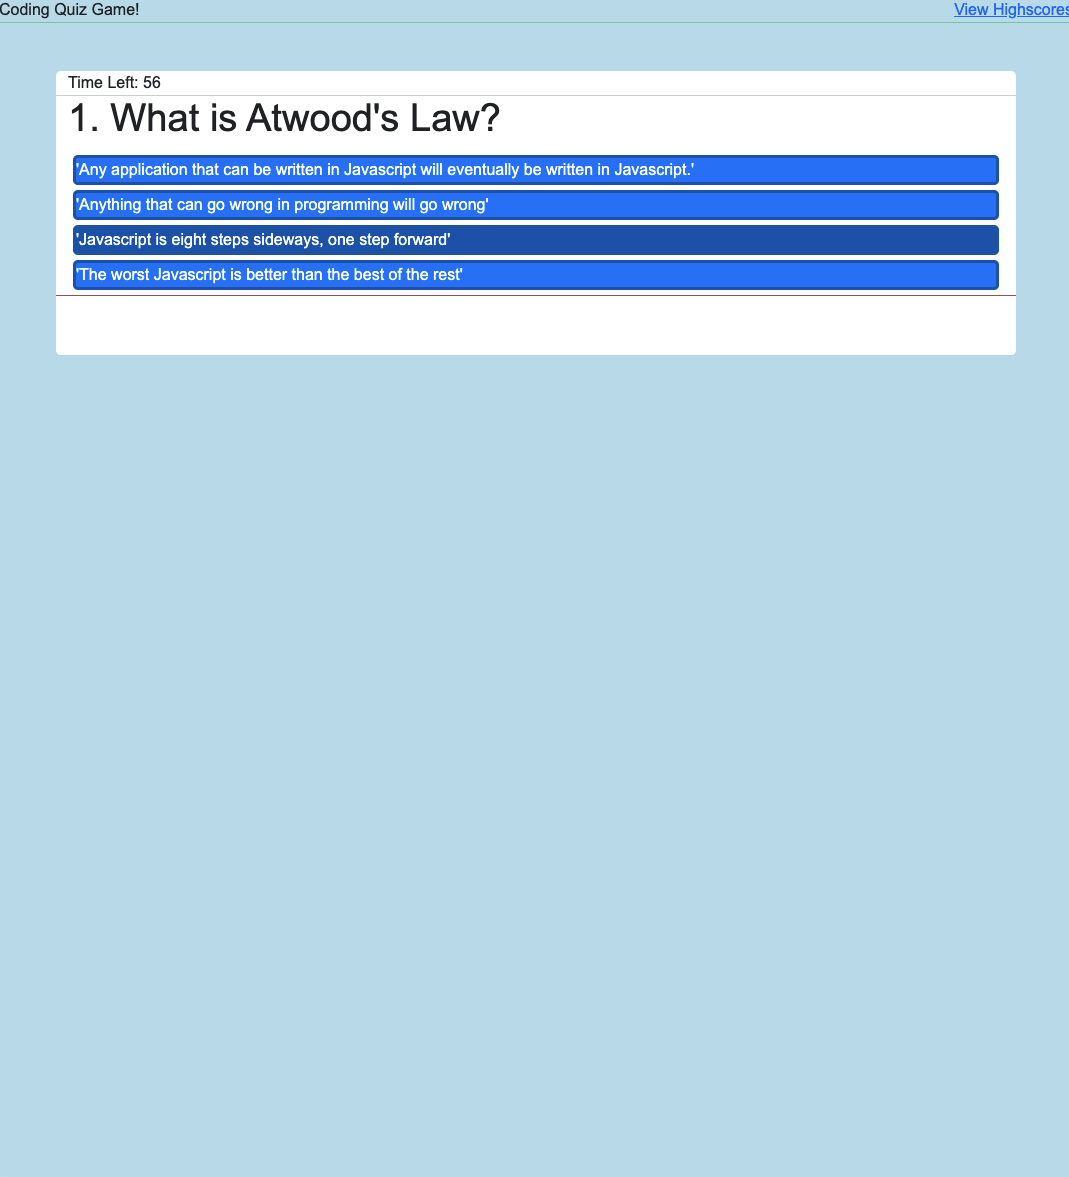 Coding Quiz Game!
View Highscores
Time Left: 56
1. What is Atwood's Law?
'Any application that can be written in Javascript will eventually be written in Javascript.'
'Anything that can go wrong in programming will go wrong'
'Javascript is eight steps sideways, one step forward'
'The worst Javascript is better than the best of the rest'